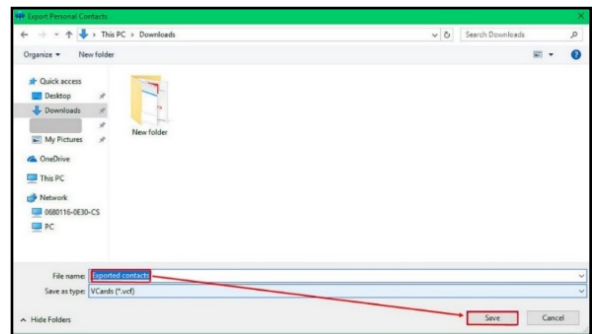 Export Personal Contacts
This PC > Downloads
Search Downloads
Organize
New folder
Quick access
Desktop
Downloads
My Pictures
OneDrive
This PC
Network
0680116-0E30-CS
PC
New folder
File name: Exported contacts
Save as type: VCards (*.vcf)
Hide Folders
Save
Cancel